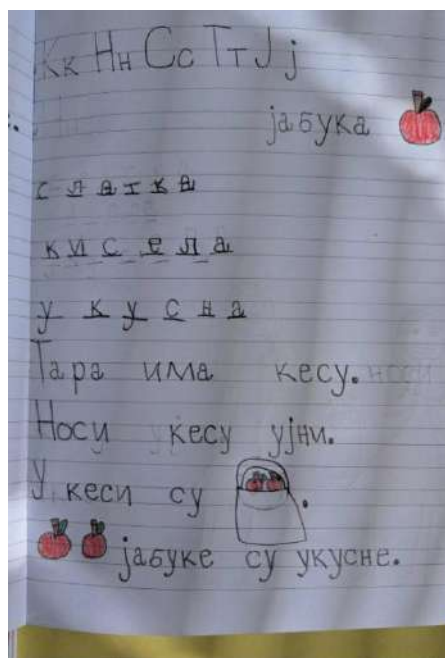 Кк Нн Сс Тт Јј
јабука
слатка
кисела
укусна
Тара има кесу.
Носи кесу ујни.
У кеси су .
јабуке су укусне.